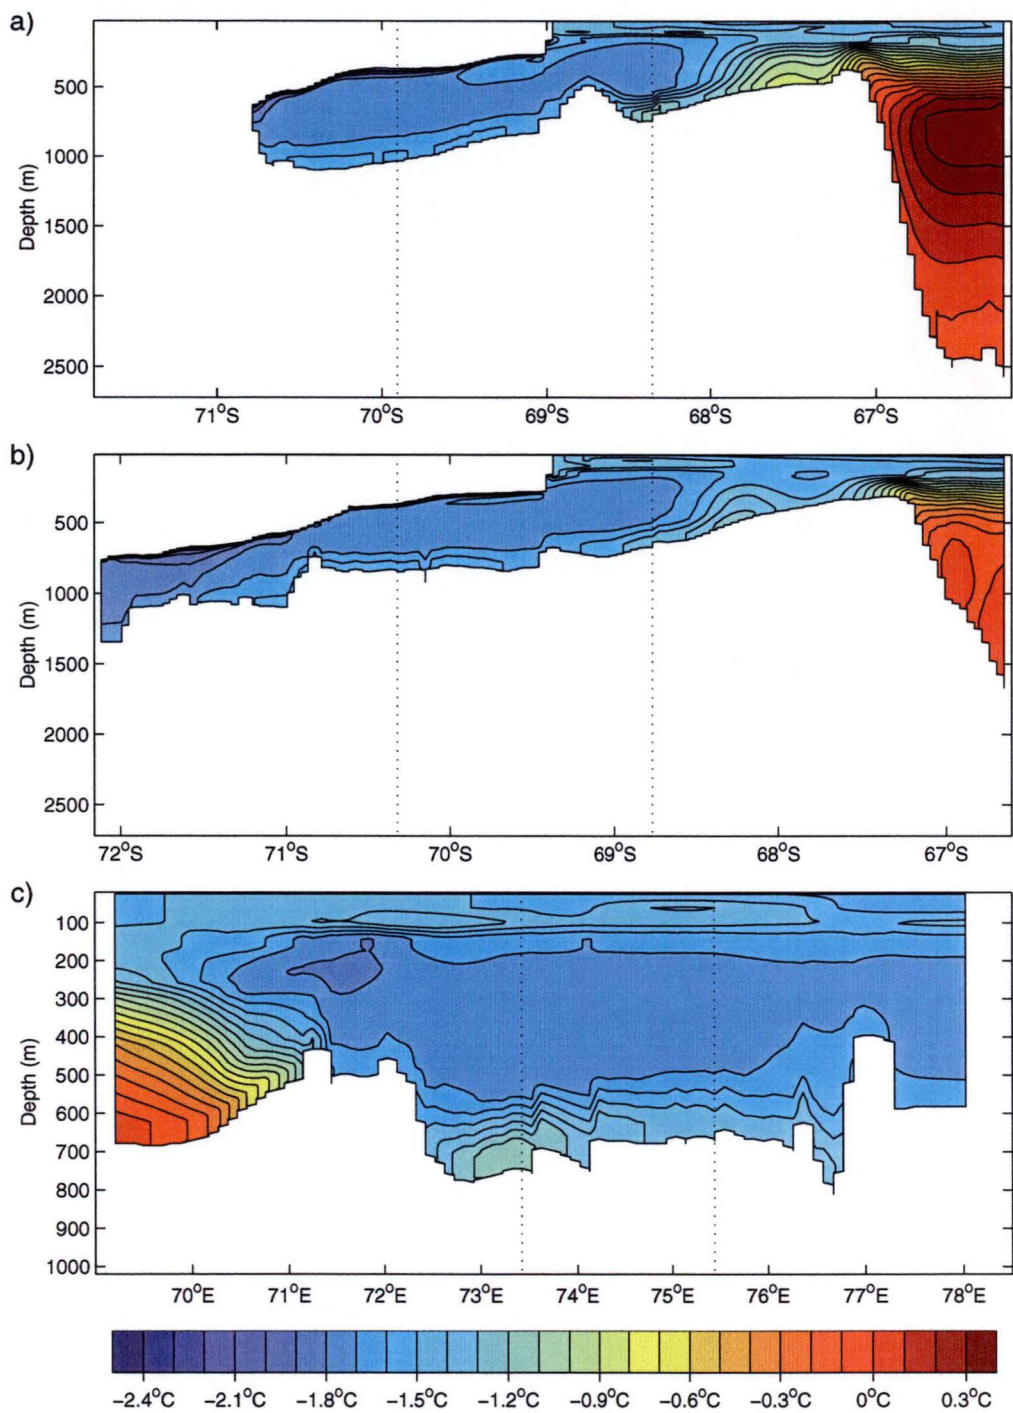 a)
Depth (m)
500
1000
1500
2000
2500
71°S
70°S
69°S
68°S
67°S
b)
Depth (m)
500
1000
1500
2000
2500
72°S
71°S
70°S
69°S
68°S
67°S
c)
Depth (m)
100
200
300
400
500
600
700
800
900
1000
70°E
71°E
72°E
73°E
74°E
75°E
76°E
77°E
78°E
−2.4°C
−2.1°C
−1.8°C
−1.5°C
−1.2°C
−0.9°C
−0.6°C
−0.3°C
0°C
0.3°C